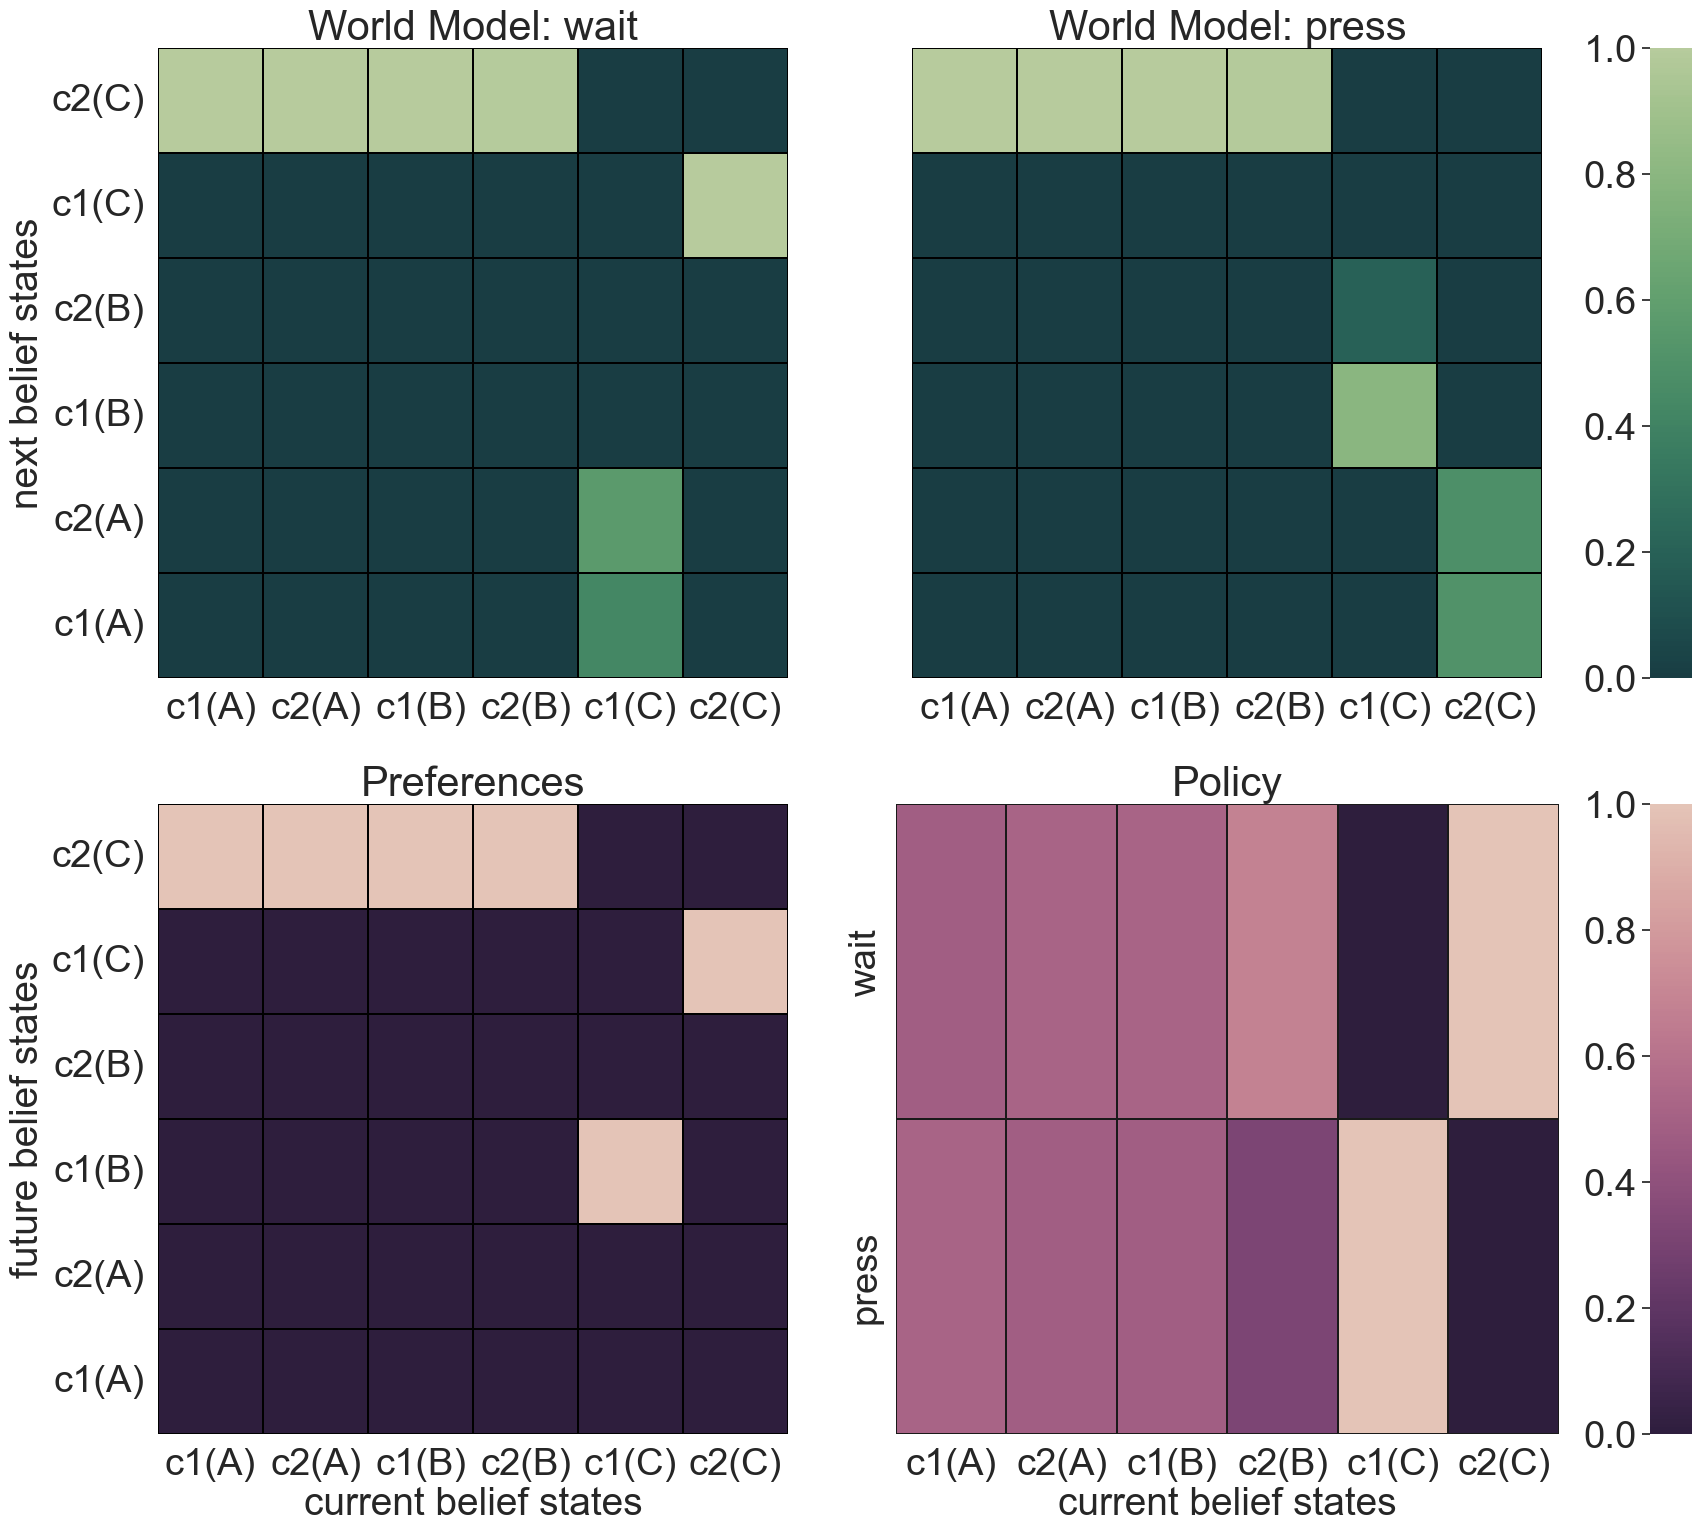 World Model: wait
World Model: press
next belief states
c2(C)
c1(C)
c2(B)
c1(B)
c2(A)
c1(A)
c1(A) c2(A) c1(B) c2(B) c1(C) c2(C)
c1(A) c2(A) c1(B) c2(B) c1(C) c2(C)
1.0
0.8
0.6
0.4
0.2
0.0
Preferences
Policy
future belief states
c2(C)
c1(C)
c2(B)
c1(B)
c2(A)
c1(A)
c1(A) c2(A) c1(B) c2(B) c1(C) c2(C)
current belief states
wait
press
c1(A) c2(A) c1(B) c2(B) c1(C) c2(C)
current belief states
1.0
0.8
0.6
0.4
0.2
0.0